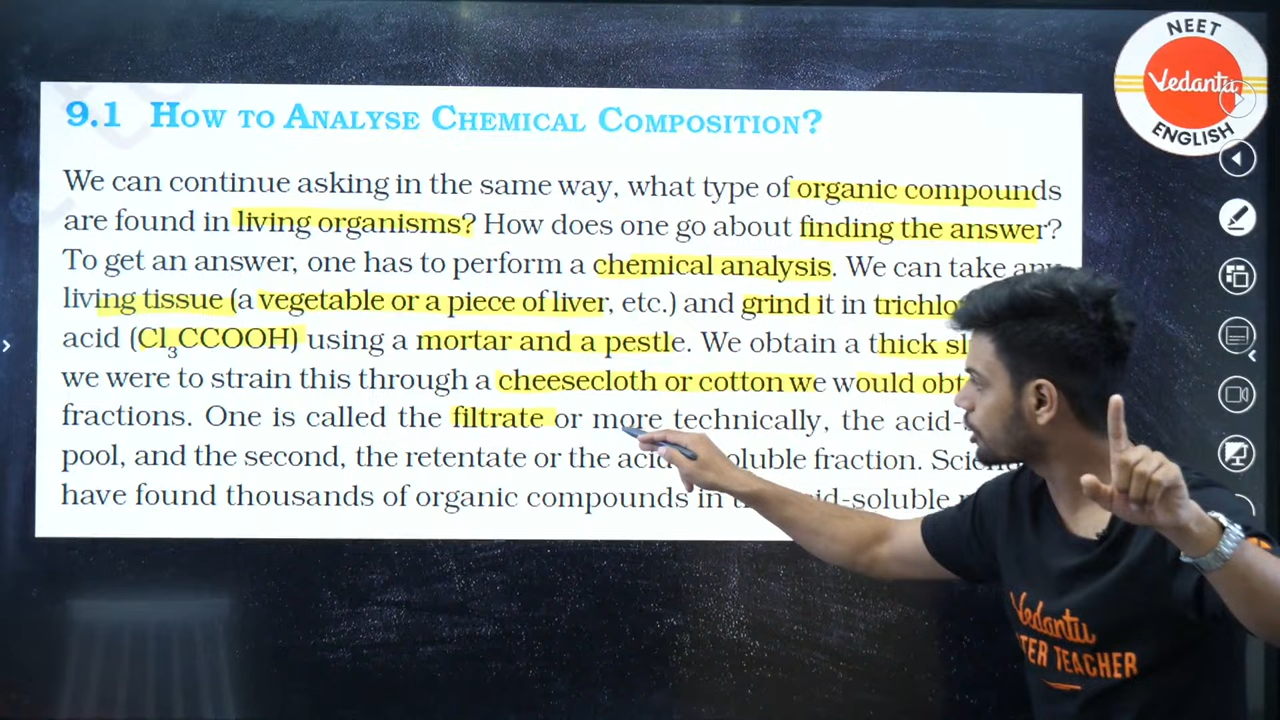 NEET
Vedantu
ENGLISH
9.1 HOW TO ANALYSE CHEMICAL COMPOSITION?
We can continue asking in the same way, what type of organic compounds
are found in living organisms? How does one go about finding the answer?
To get an answer, one has to perform a chemical analysis. We can take any
living tissue (a vegetable or a piece of liver, etc.) and grind it in
acid (Cl₃CCOOH) using a mortar and a pestle. We obtain a thick
we were to strain this through a cheesecloth or cotton we would
fractions. One is called the filtrate or more technically, the acid-
pool, and the second, the retentate or the fraction.
have found thousands of organic compounds in
Vedantu
TEACHER